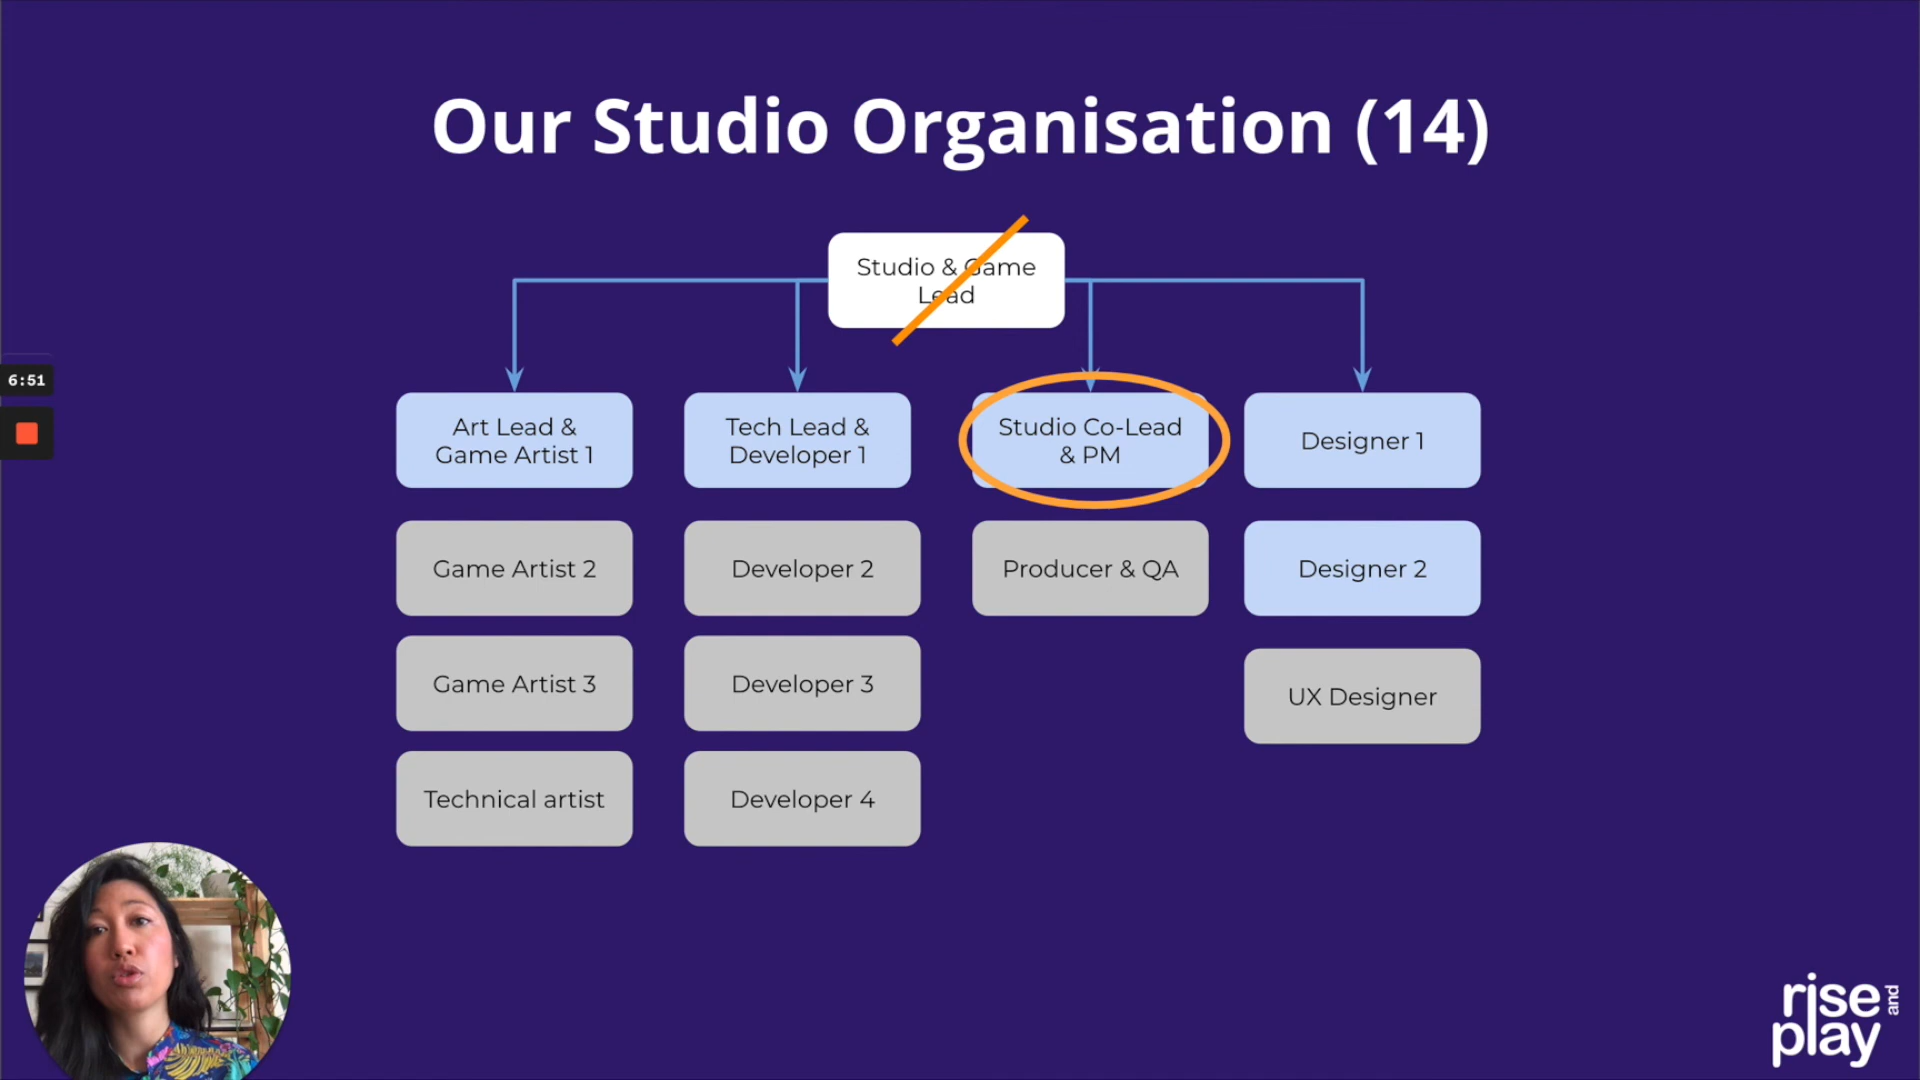 Our Studio Organisation (14)
Studio & Game
Lead
6:51
Art Lead &
Game Artist 1
Tech Lead &
Developer 1
Studio Co-Lead
& PM
Designer 1
Game Artist 2
Developer 2
Producer & QA
Designer 2
Game Artist 3
Developer 3
UX Designer
Technical artist
Developer 4
rise and
play